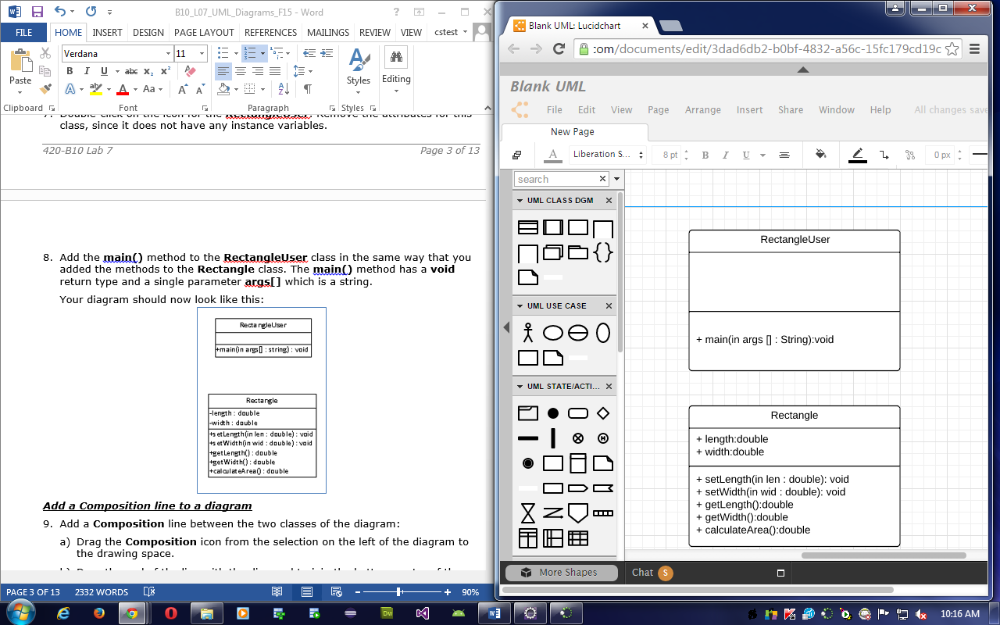 B10_L07_UML_Diagrams_F15 - Word
FILE
HOME
INSERT
DESIGN
PAGE LAYOUT
REFERENCES
MAILINGS
REVIEW
VIEW
cstest
Verdana
11
Paste
Styles
Editing
Clipboard
Font
Paragraph
Styles
7. Double-click on the icon for the RectangleUser. Remove the attributes for this
class, since it does not have any instance variables.
420-B10 Lab 7
Page 3 of 13
8. Add the main() method to the RectangleUser class in the same way that you
added the methods to the Rectangle class. The main() method has a void
return type and a single parameter args[] which is a string.
Your diagram should now look like this:
RectangleUser
+main(in args[] : string) : void
Rectangle
-length : double
-width : double
+setLength(in len : double) : void
+setWidth(in wid : double) : void
+getLength() : double
+getWidth() : double
+calculateArea() : double
Add a Composition line to a diagram
9. Add a Composition line between the two classes of the diagram:
a) Drag the Composition icon from the selection on the left of the diagram to
the drawing space.
PAGE 3 OF 13
2332 WORDS
90%
Blank UML: Lucidchart
:om/documents/edit/3dad6db2-b0bf-4832-a56c-15fc179cd19c
Blank UML
File
Edit
View
Page
Arrange
Insert
Share
Window
Help
All changes save
New Page
Liberation S...
8 pt
B
I
U
0 px
search
UML CLASS DGM
UML USE CASE
UML STATE/ACTI...
More Shapes
RectangleUser
+ main(in args [] : String):void
Rectangle
+ length:double
+ width:double
+ setLength(in len : double): void
+ setWidth(in wid : double): void
+ getLength():double
+ getWidth():double
+ calculateArea():double
Chat
S
10:16 AM